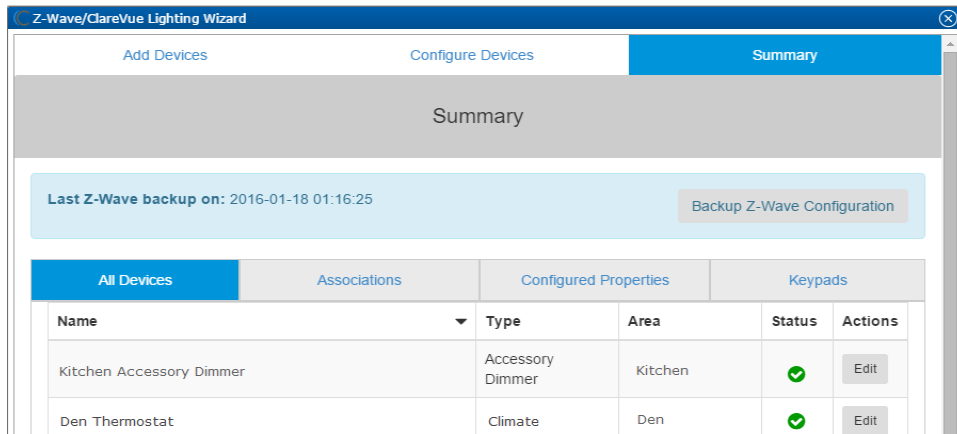 Z-Wave/ClareVue Lighting Wizard
Add Devices Configure Devices Summary
Summary
Last Z-Wave backup on: 2016-01-18 01:16:25 Backup Z-Wave Configuration
All Devices Associations Configured Properties Keypads
Name Type Area Status Actions
Kitchen Accessory Dimmer Accessory Dimmer Kitchen Edit
Den Thermostat Climate Den Edit